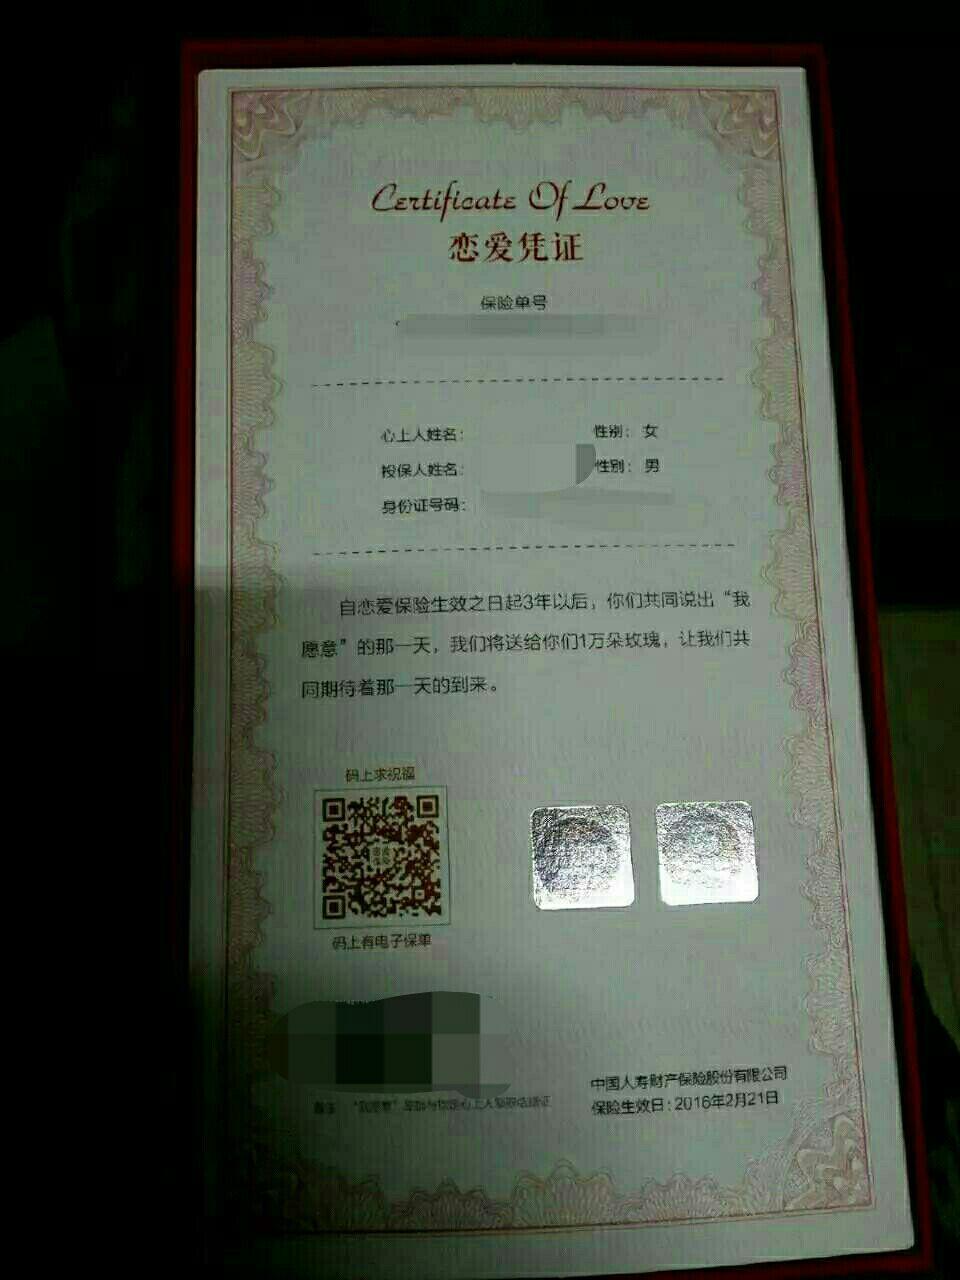 Certificate Of Love
恋爱凭证
保险单号
心上人姓名： 性别：女
投保人姓名： 性别：男
身份证号码：
自恋爱保险生效之日起3年以后，你们共同说出“我
愿意”的那一天，我们将送给你们1万朵玫瑰，让我们共
同期待着那一天的到来。
码上求祝福
码上有电子保单
中国人寿财产保险股份有限公司
保险生效日：2016年2月21日